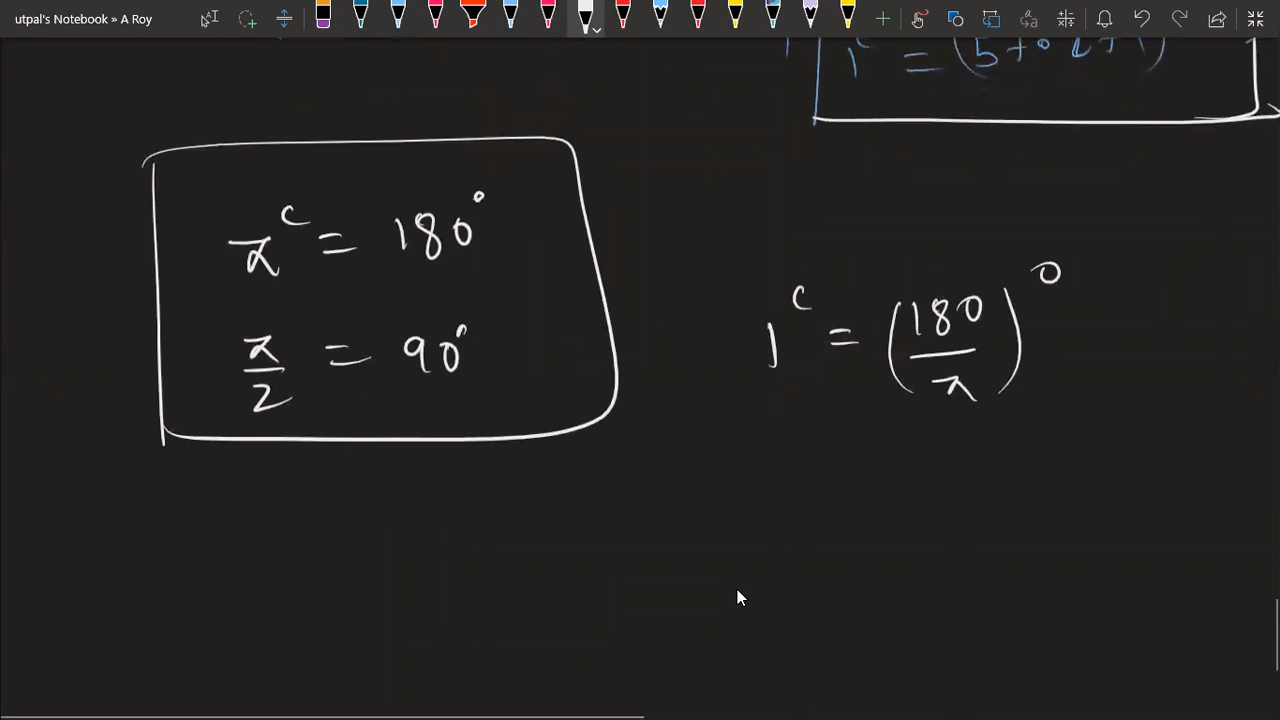 utpal's Notebook » A Roy
π^c = 180°
π/2 = 90°
1^c = (180/π)°